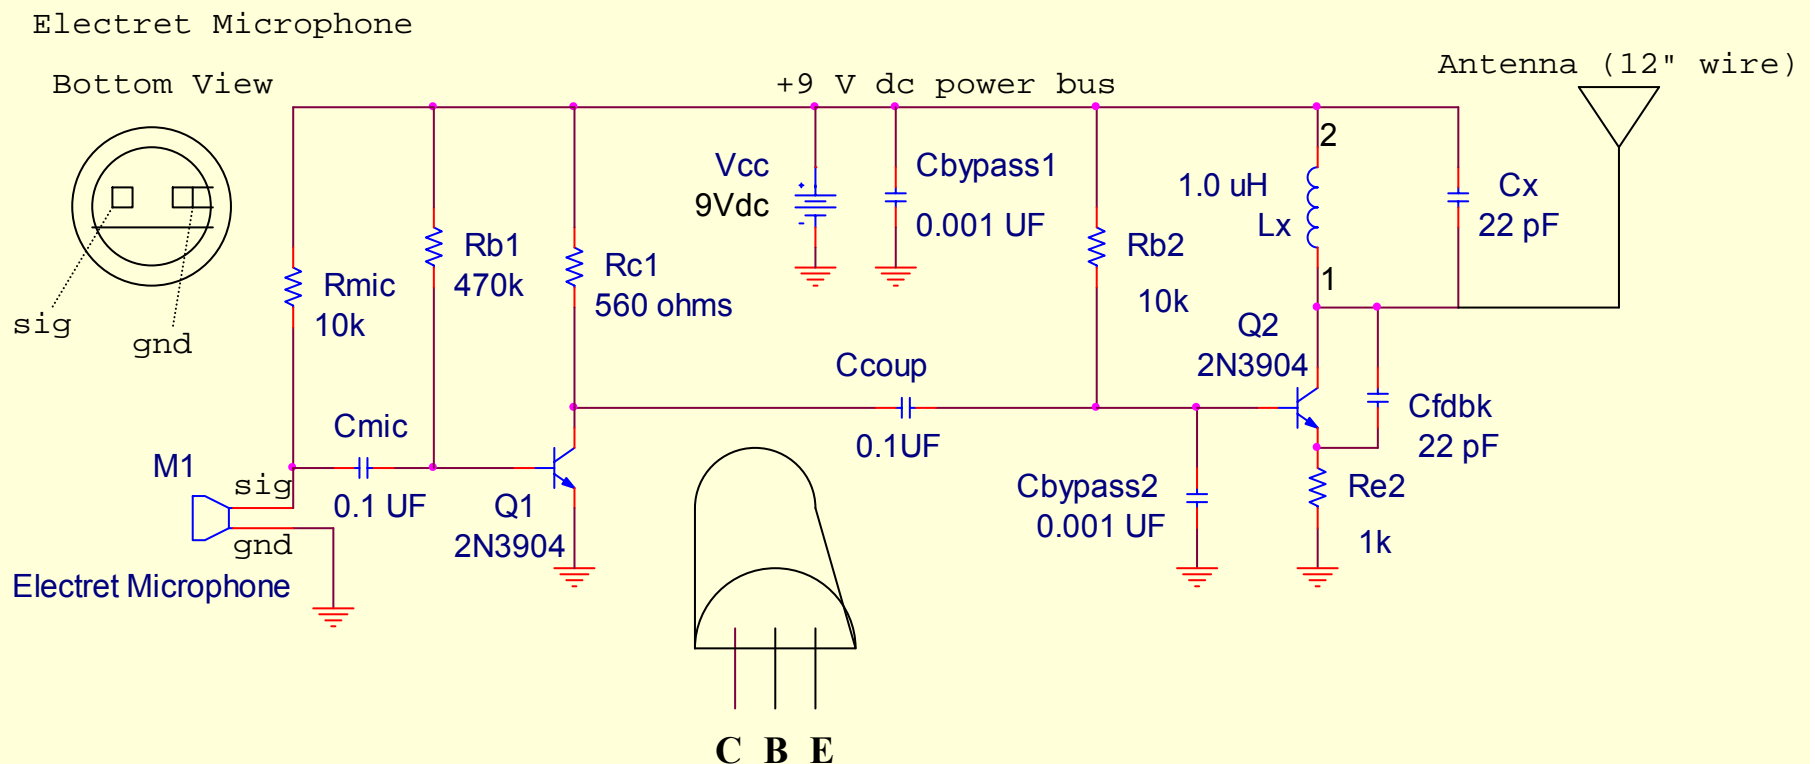 Electret Microphone
Bottom View
sig
gnd
+9 V dc power bus
Antenna (12" wire)
Rmic
10k
Rb1
470k
Rc1
560 ohms
Vcc
9Vdc
+
-
Cbypass1
0.001 UF
Rb2
10k
2
1.0 uH
Lx
1
Cx
22 pF
Q2
2N3904
Ccoup
0.1UF
Cfdbk
22 pF
Cmic
0.1 UF
M1
sig
gnd
Electret Microphone
Q1
2N3904
Cbypass2
0.001 UF
Re2
1k
C B E